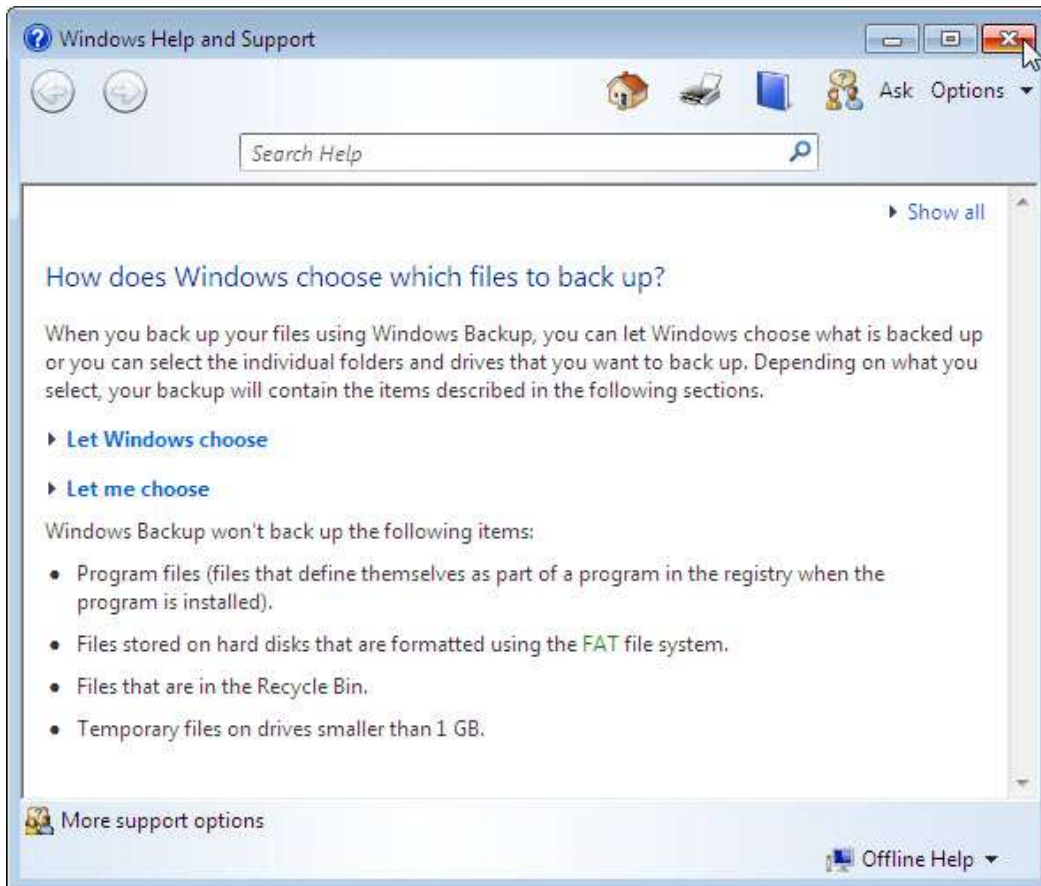 Windows Help and Support
Ask Options
Search Help
Show all
How does Windows choose which files to back up?
When you back up your files using Windows Backup, you can let Windows choose what is backed up
or you can select the individual folders and drives that you want to back up. Depending on what you
select, your backup will contain the items described in the following sections.
Let Windows choose
Let me choose
Windows Backup won't back up the following items:
• Program files (files that define themselves as part of a program in the registry when the
program is installed).
• Files stored on hard disks that are formatted using the FAT file system.
• Files that are in the Recycle Bin.
• Temporary files on drives smaller than 1 GB.
More support options
Offline Help